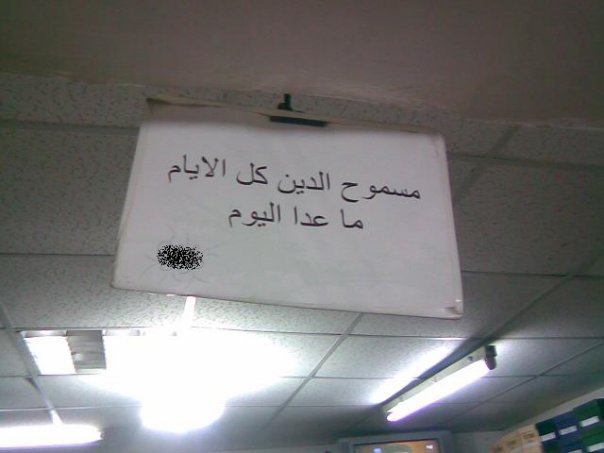 مسموح الدين كل الايام
ما عدا اليوم